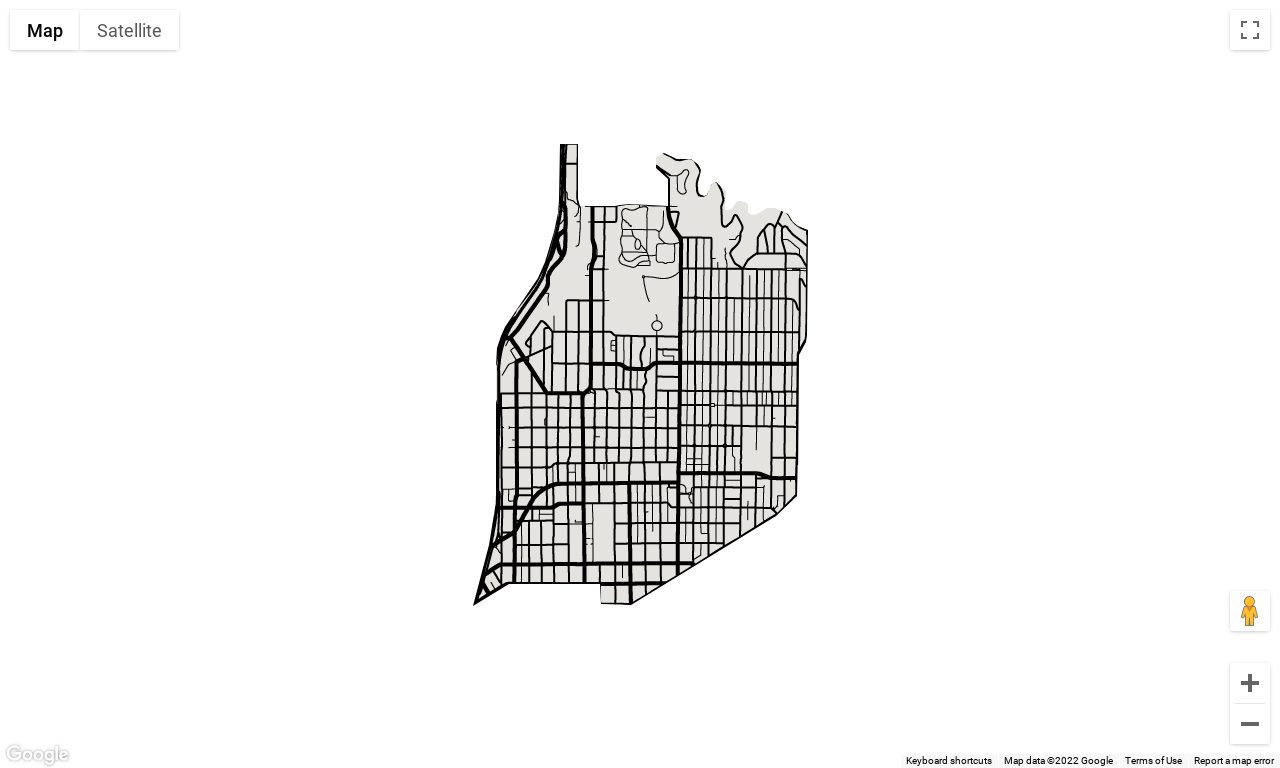 Map Satellite
Google
Keyboard shortcuts Map data ©2022 Google Terms of Use Report a map error